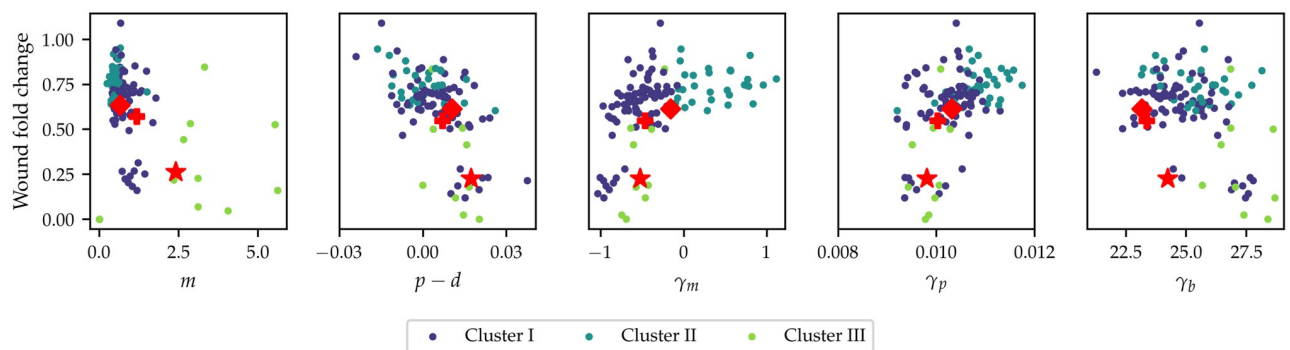 Wound fold change
1.00
0.75
0.50
0.25
0.00
0.0 2.5 5.0
−0.03 0.00 0.03
−1 0 1
0.008 0.010 0.012
22.5 25.0 27.5
m
p − d
γm
γp
γb
Cluster I Cluster II Cluster III